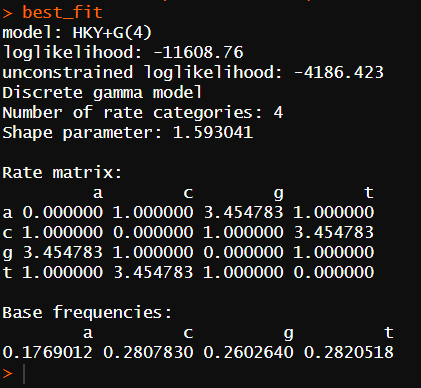 > best_fit
model: HKY+G(4)
loglikelihood: -11608.76
unconstrained loglikelihood: -4186.423
Discrete gamma model
Number of rate categories: 4
Shape parameter: 1.593041
Rate matrix:
a c g t
a 0.000000 1.000000 3.454783 1.000000
c 1.000000 0.000000 1.000000 3.454783
g 3.454783 1.000000 0.000000 1.000000
t 1.000000 3.454783 1.000000 0.000000
Base frequencies:
a c g t
0.1769012 0.2807830 0.2602640 0.2820518
>